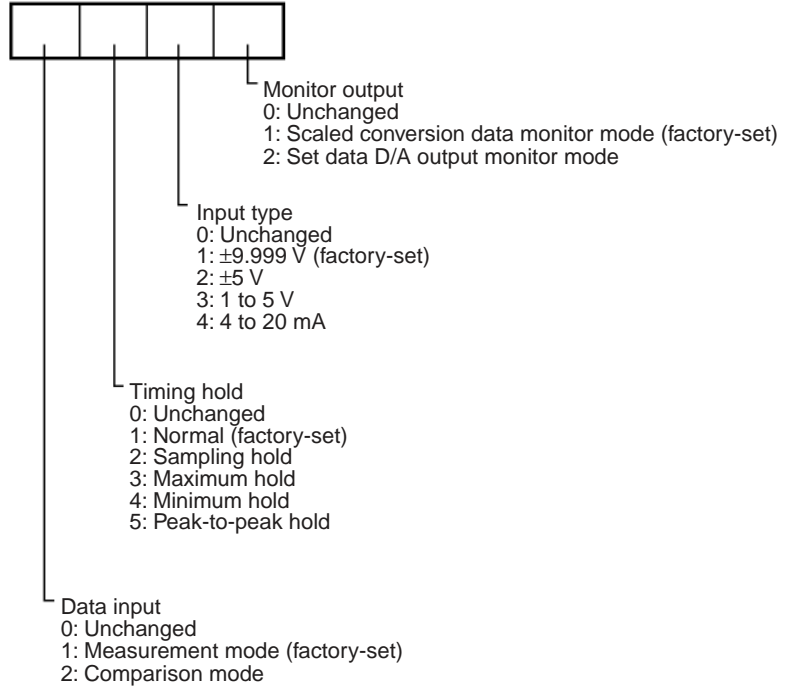 Monitor output
0: Unchanged
1: Scaled conversion data monitor mode (factory-set)
2: Set data D/A output monitor mode
Input type
0: Unchanged
1: ±9.999 V (factory-set)
2: ±5 V
3: 1 to 5 V
4: 4 to 20 mA
Timing hold
0: Unchanged
1: Normal (factory-set)
2: Sampling hold
3: Maximum hold
4: Minimum hold
5: Peak-to-peak hold
Data input
0: Unchanged
1: Measurement mode (factory-set)
2: Comparison mode